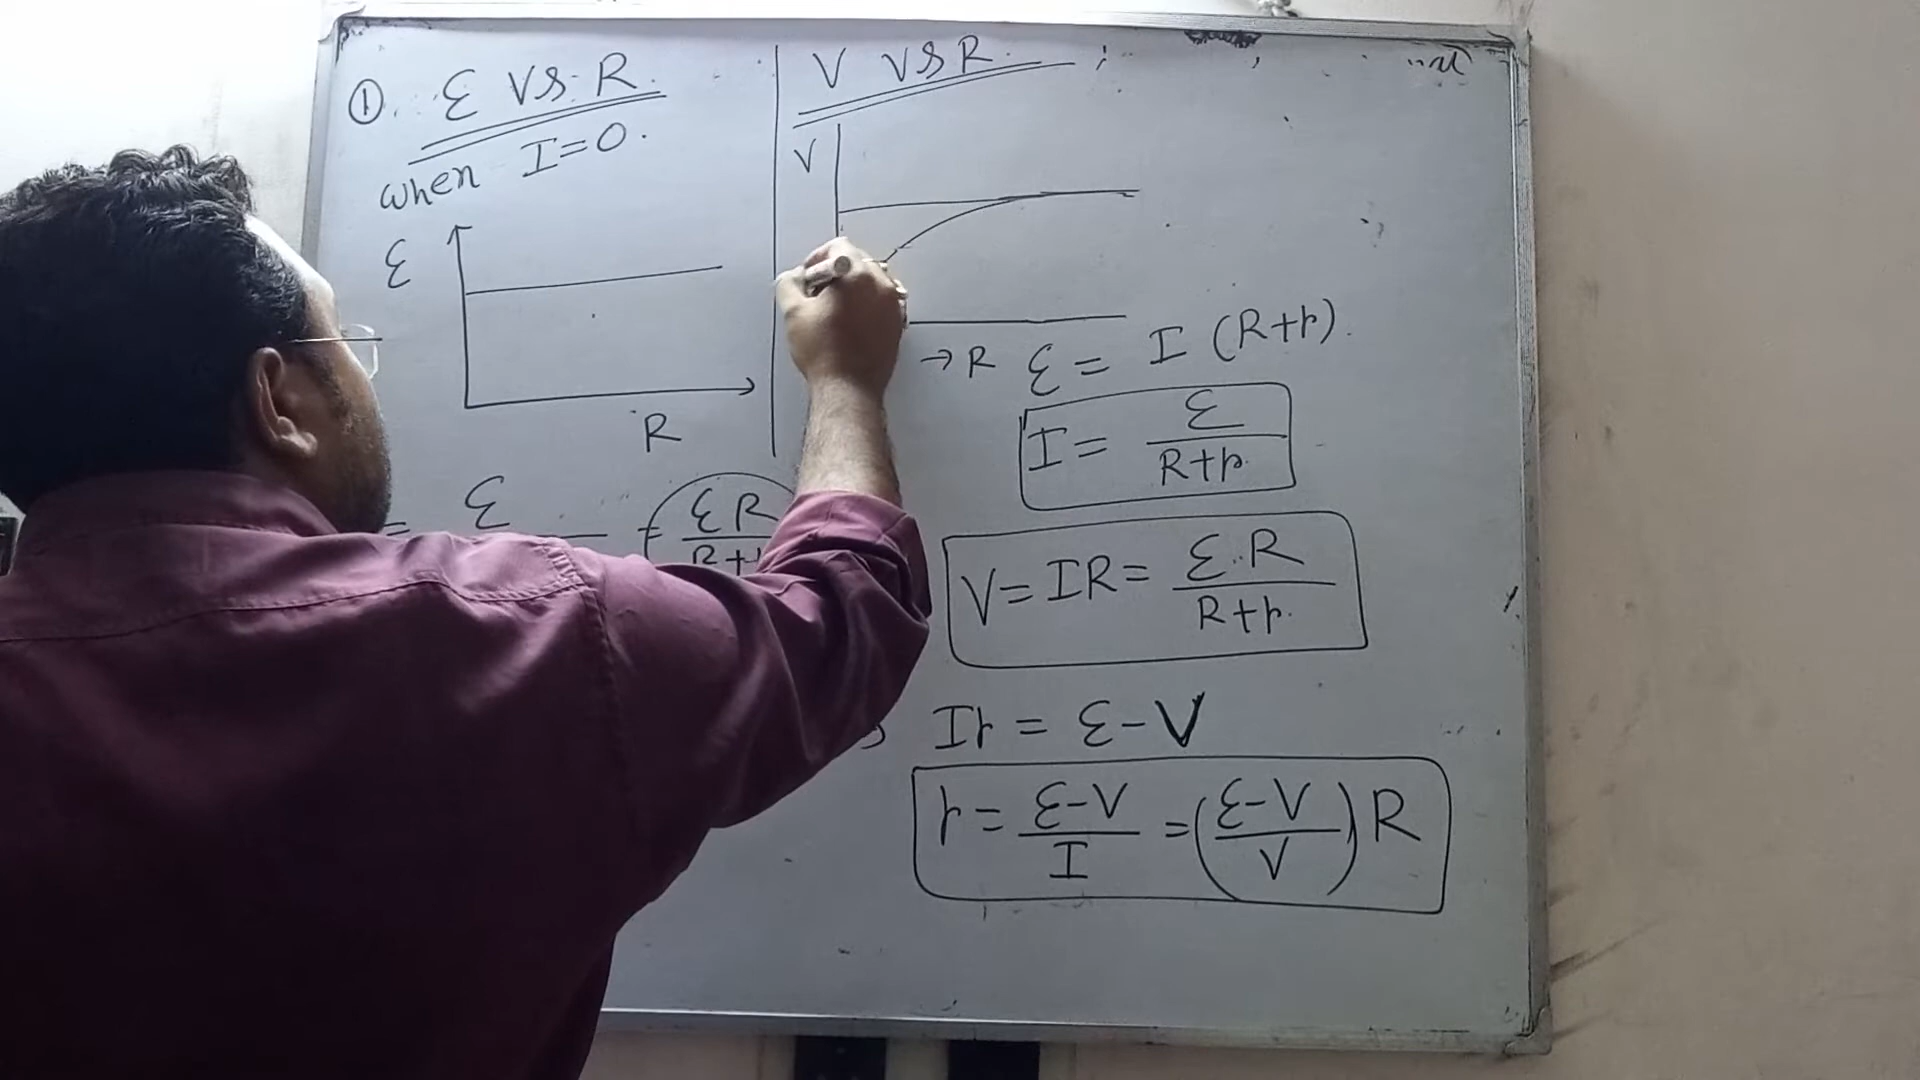 ① ε vs R.
when I=0.
ε
R
= ε = εR
R+
V vs R.
V
→ R
ε = I (R+r).
I = ε / R+r
V = IR = ε.R / R+r
Ir = ε-V
r = ε-V / I = (ε-V / V) R